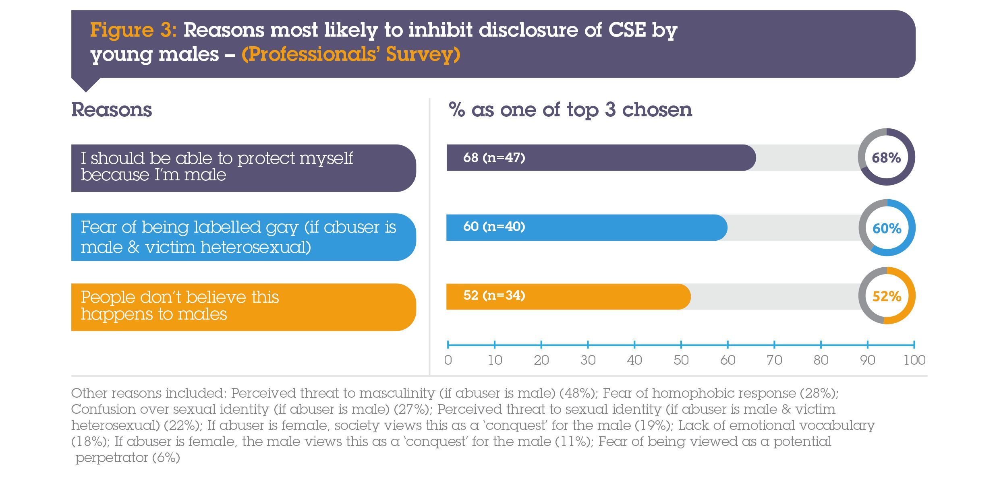 Figure 3: Reasons most likely to inhibit disclosure of CSE by
young males – (Professionals’ Survey)
Reasons
% as one of top 3 chosen
I should be able to protect myself
because I’m male
68 (n=47)
68%
Fear of being labelled gay (if abuser is
male & victim heterosexual)
60 (n=40)
60%
People don’t believe this
happens to males
52 (n=34)
52%
0 10 20 30 40 50 60 70 80 90 100
Other reasons included: Perceived threat to masculinity (if abuser is male) (48%); Fear of homophobic response (28%);
Confusion over sexual identity (if abuser is male) (27%); Perceived threat to sexual identity (if abuser is male & victim
heterosexual) (22%); If abuser is female, society views this as a ‘conquest’ for the male (19%); Lack of emotional vocabulary
(18%); If abuser is female, the male views this as a ‘conquest’ for the male (11%); Fear of being viewed as a potential
perpetrator (6%)